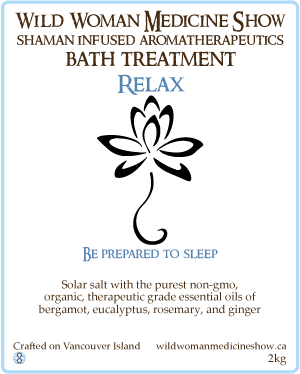 Wild Woman Medicine Show
Shaman Infused Aromatherapeutics
Bath Treatment
Relax
Be prepared to sleep
Solar salt with the purest non-gmo,
organic, therapeutic grade essential oils of
bergamot, eucalyptus, rosemary, and ginger
Crafted on Vancouver Island wildwomanmedicineshow.ca
2kg